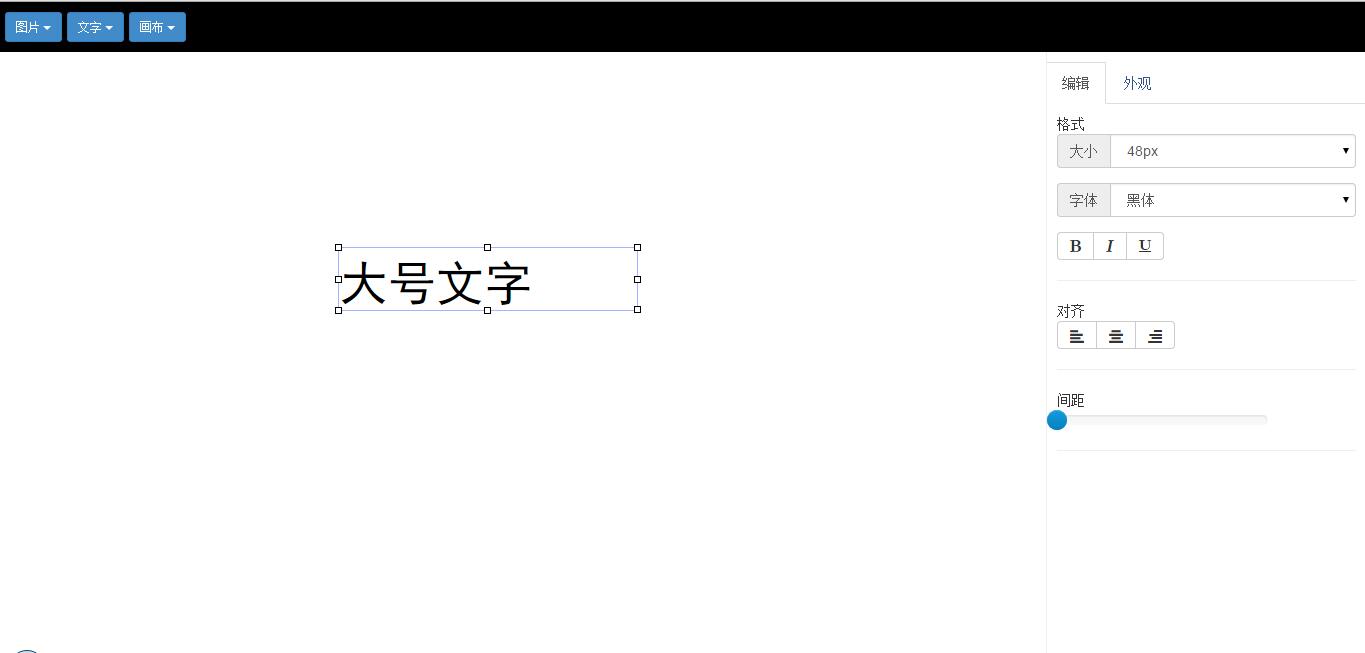 图片 文字 画布
编辑 外观
格式
大小 48px
字体 黑体
B I U
大号文字
对齐
间距